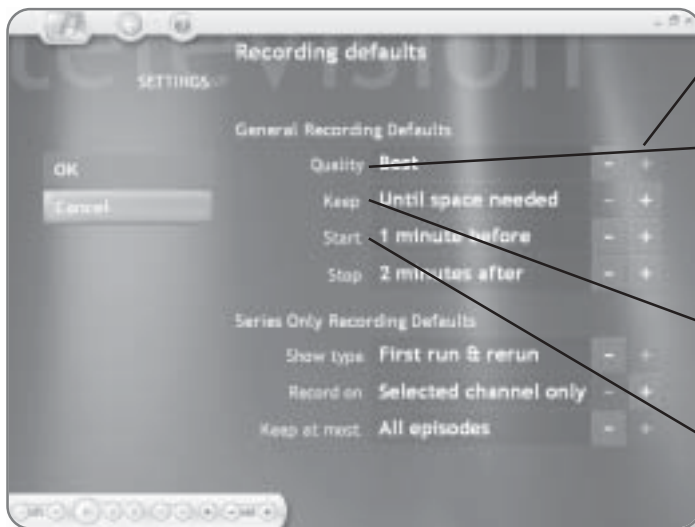 television
Recording defaults
SETTINGS
General Recording Defaults
OK
Quality Best - +
Cancel
Keep Until space needed - +
Start 1 minute before - +
Stop 2 minutes after - +
Series Only Recording Defaults
Show type First run & rerun - +
Record on Selected channel only - +
Keep at most All episodes - +